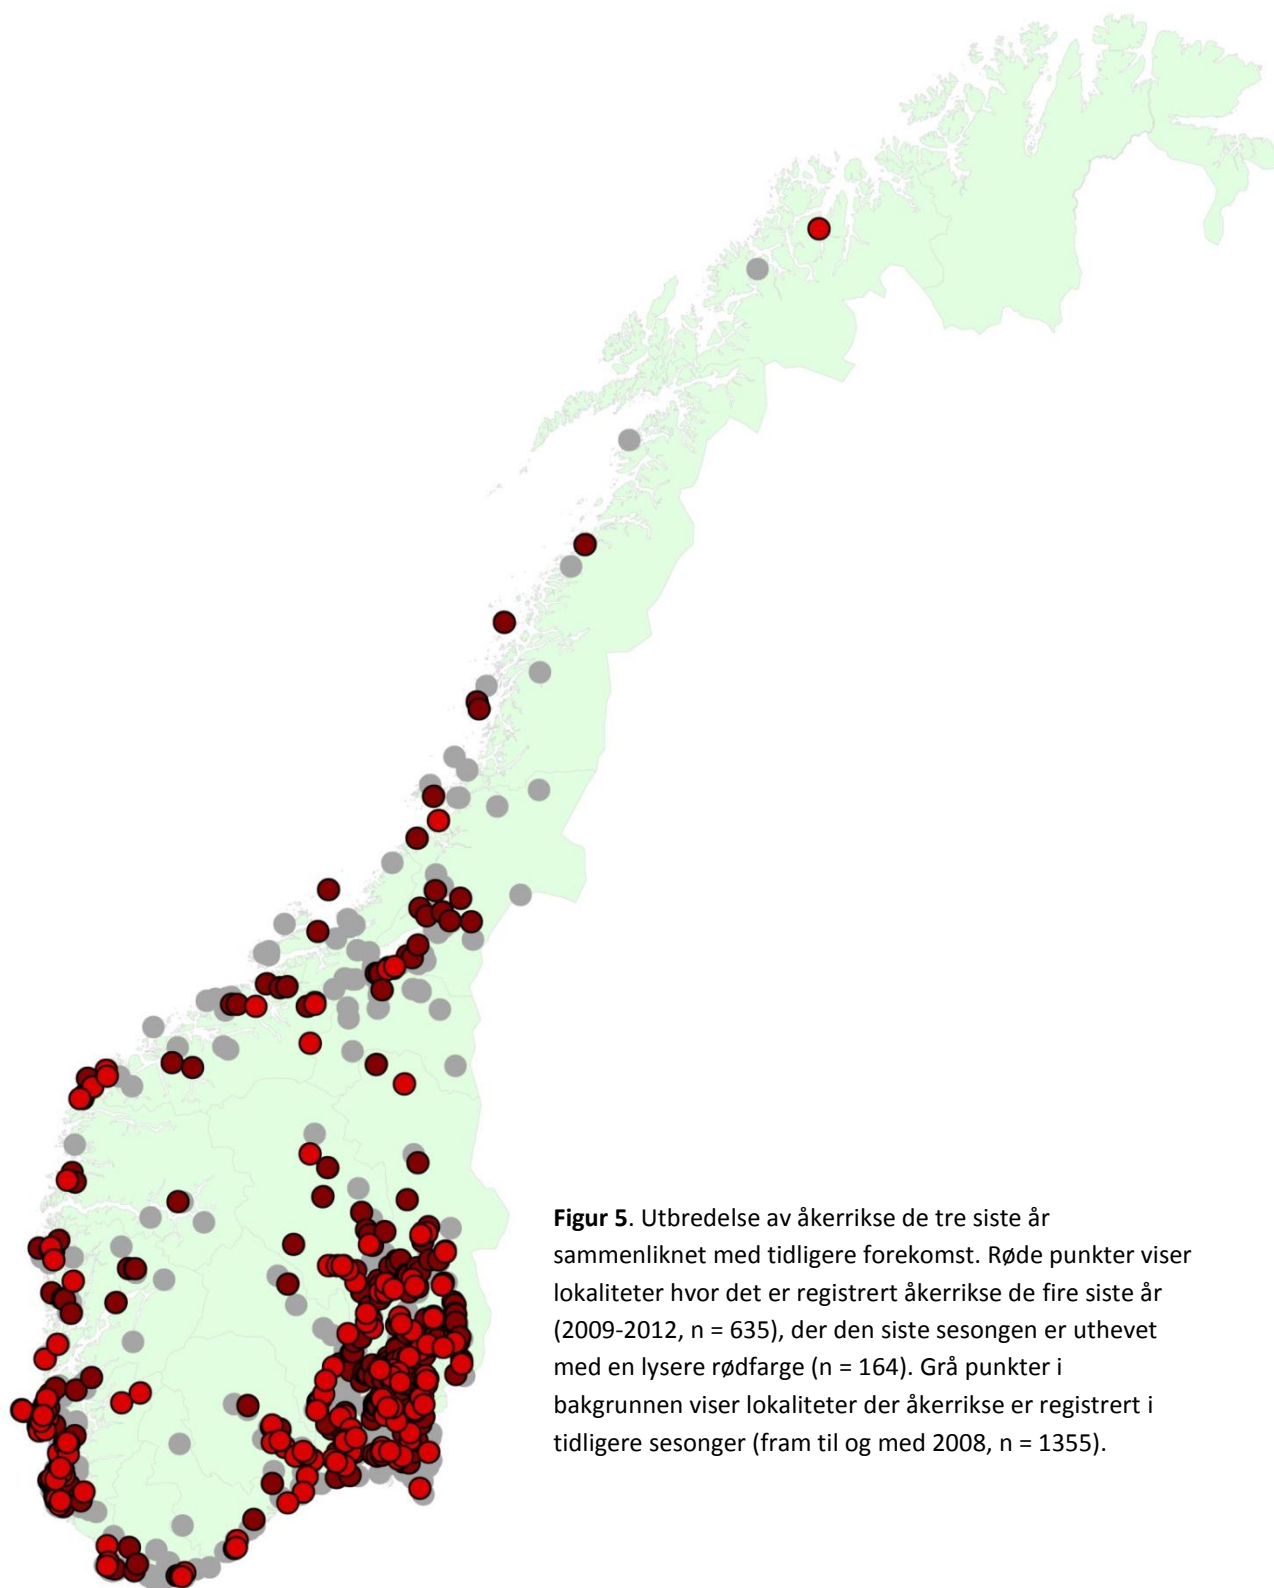 Figur 5. Utbredelse av åkerrikse de tre siste år
sammenliknet med tidligere forekomst. Røde punkter viser
lokaliteter hvor det er registrert åkerrikse de fire siste år
(2009-2012, n = 635), der den siste sesongen er uthevet
med en lysere rødfarge (n = 164). Grå punkter i
bakgrunnen viser lokaliteter der åkerrikse er registrert i
tidligere sesonger (fram til og med 2008, n = 1355).